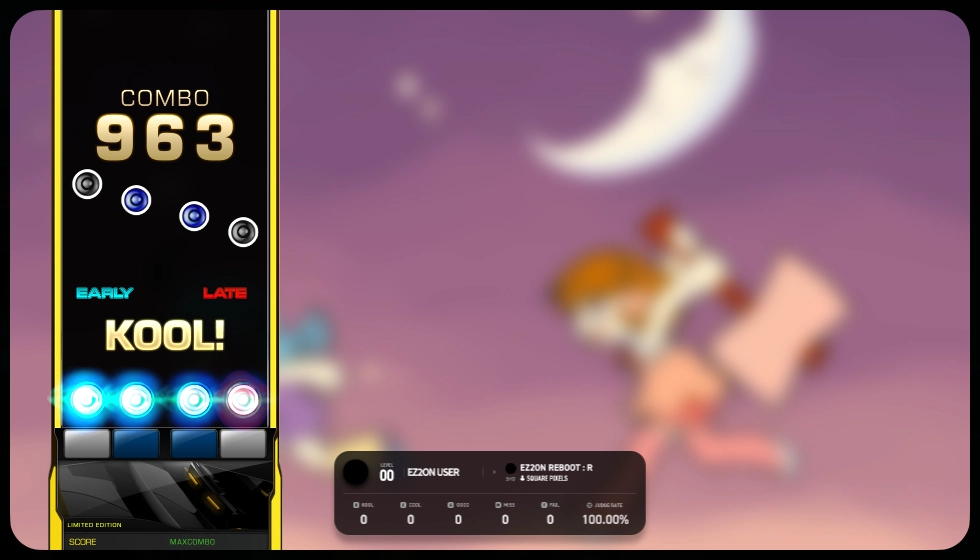 COMBO
963
EARLY LATE
KOOL!
LIMITED EDITION
SCORE MAXCOMBO
LEVEL
00 EZ2ON USER
EZ2ON REBOOT : R
SQUARE PIXELS
KOOL COOL GOOD MISS FAIL JUDGE RATE
0 0 0 0 0 100.00%